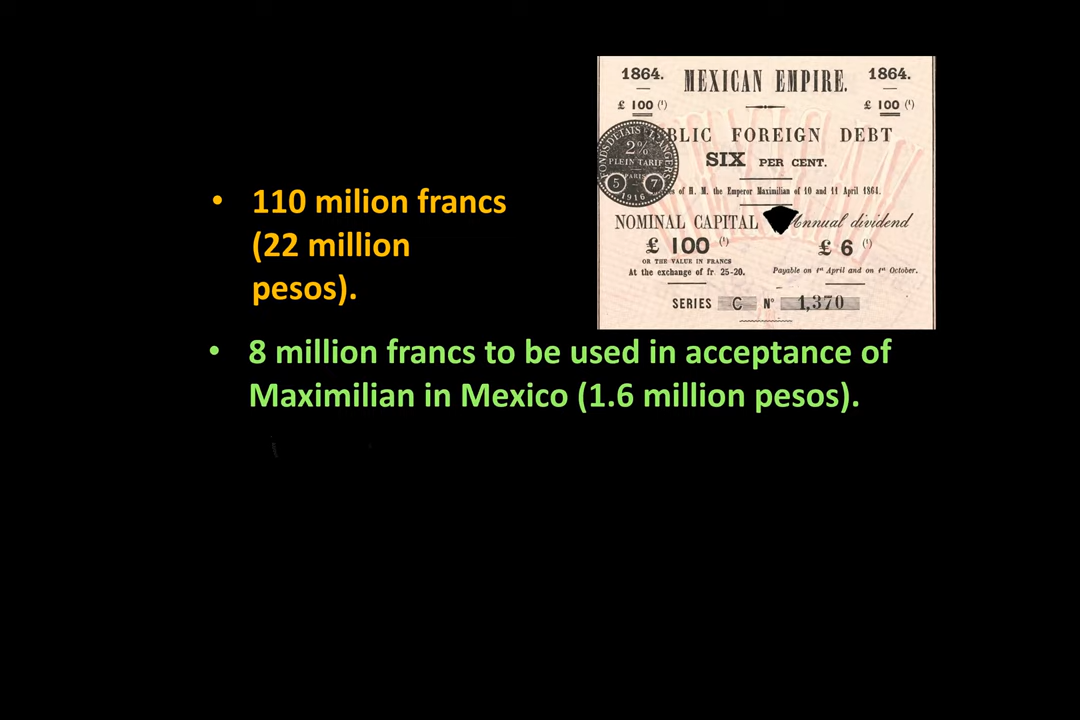 1864. MEXICAN EMPIRE. 1864.
£ 100 (¹) £ 100 (¹)
FOREIGN DEBT
SIX PER CENT.
FONDS D'ETATS ETRANGERS
2%
PLEIN TARIF
PARIS
5 7
1916
of H. M. the Emperor Maximilian of 10 and 11 April 1864.
NOMINAL CAPITAL Annual dividend
£ 100 (¹) £ 6 (¹)
OR THE VALUE IN FRANCS
At the exchange of fr. 25-20. Payable on 1st April and on 1st October.
SERIES C N° 1,370
• 110 milion francs
(22 million
pesos).
• 8 million francs to be used in acceptance of
Maximilian in Mexico (1.6 million pesos).